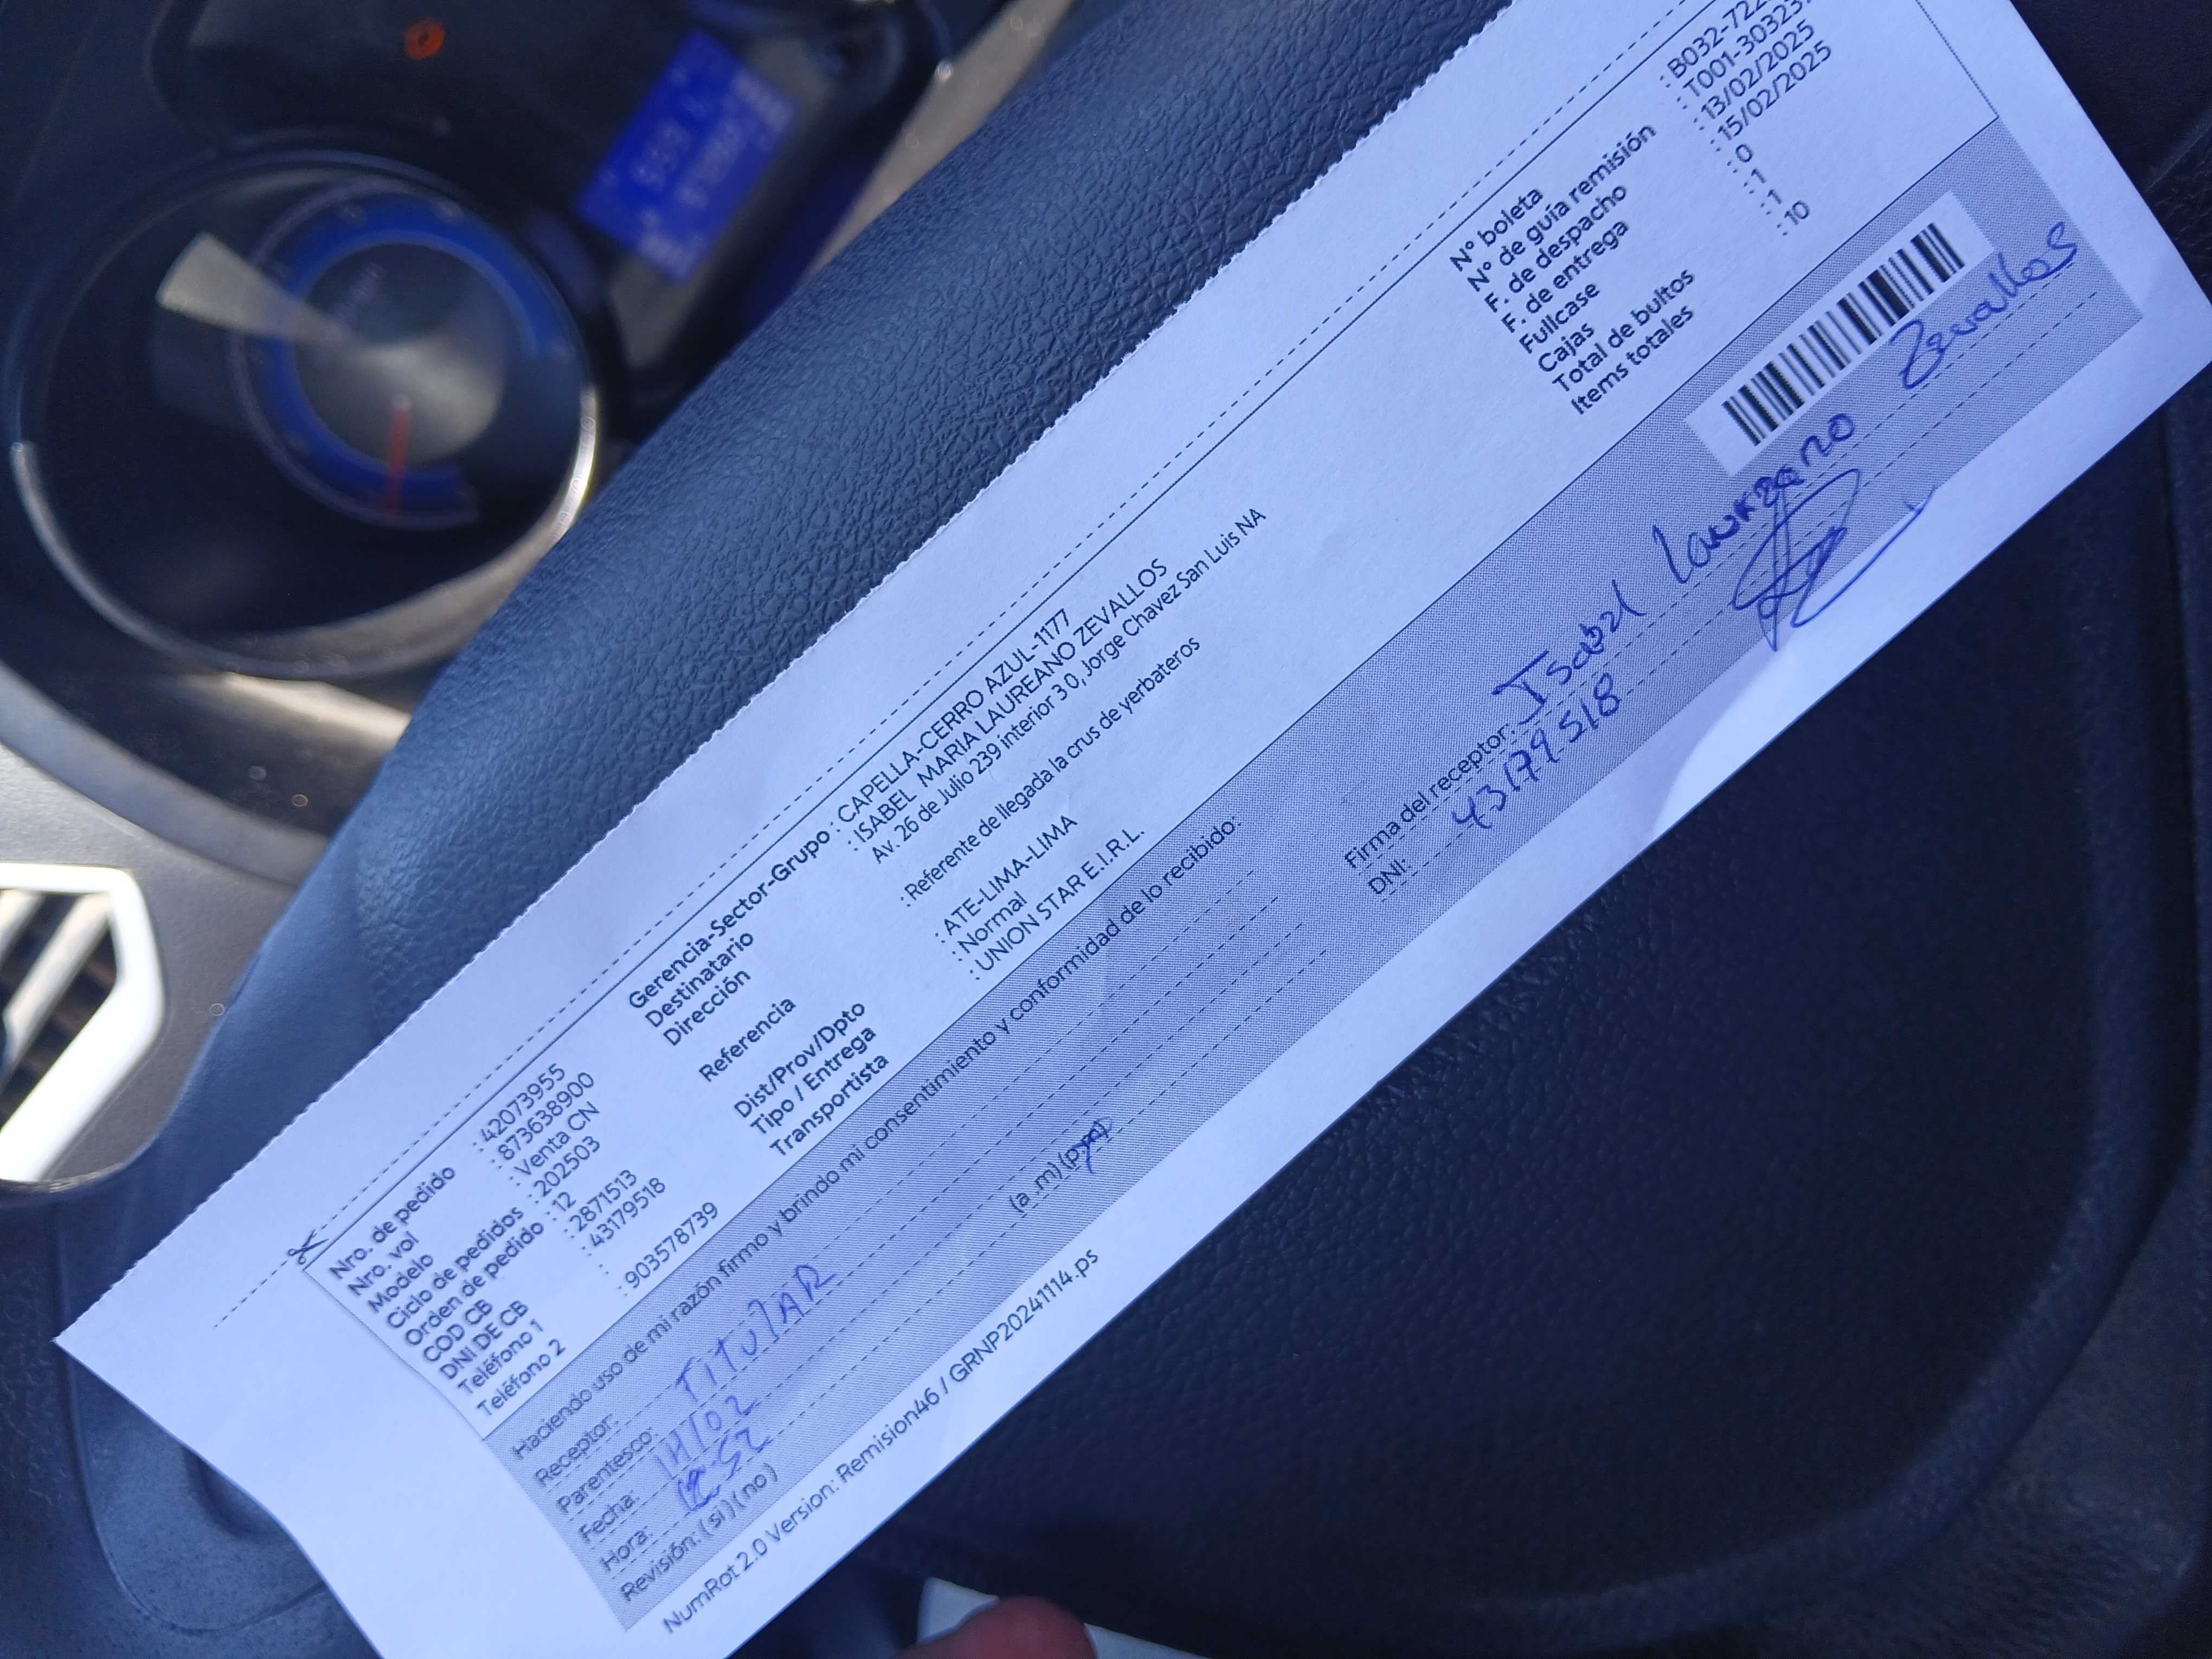 Nro. de pedido : 42073955
Nro. vol : 873638900
Modelo : Venta CN
Ciclo de pedidos : 202503
Orden de pedido : 12
COD CB : 2871513
DNI DE CB : 43179518
Teléfono 1 :
Teléfono 2 : 903578739
Gerencia-Sector-Grupo : CAPELLA-CERRO AZUL-1177
Destinatario : ISABEL MARIA LAUREANO ZEVALLOS
Dirección Av. 26 de Julio 239 interior 30, Jorge Chavez San Luis NA
Referencia : Referente de llegada la crus de yerbateros
Dist/Prov/Dpto : ATE-LIMA-LIMA
Tipo / Entrega : Normal
Transportista : UNION STAR E.I.R.L.
N° boleta : B032-722
N° de guía remisión : T001-30323
F. de despacho : 13/02/2025
F. de entrega : 15/02/2025
Fullcase : 0
Cajas : 1
Total de bultos : 1
Items totales : 10
Haciendo uso de mi razón firmo y brindo mi consentimiento y conformidad de lo recibido:
Receptor:
Parentesco: TITULAR
Fecha: 14/02
Hora: 52 (a m) (p m)
Revisión: (si) (no)
Firma del receptor: Isabel Laureano Zevallos
DNI: 43179518
NumRot 2.0 Version: Remision46 / GRNP20241114.ps